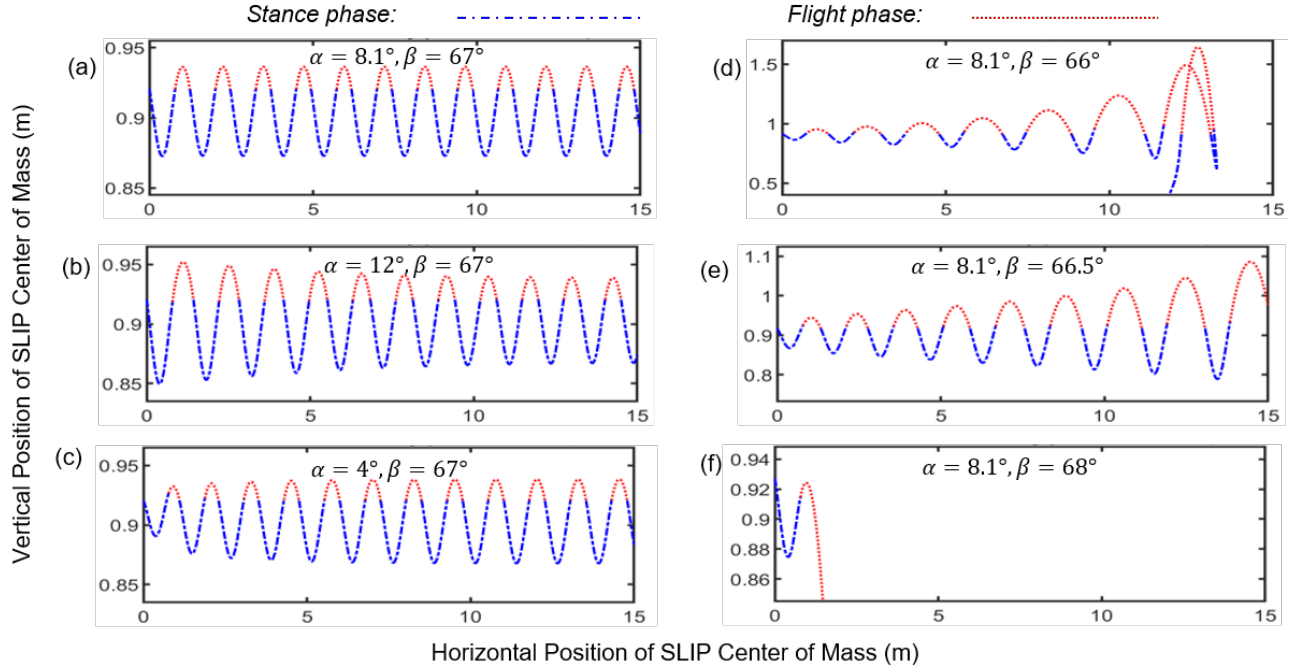 Stance phase:
Flight phase:
Vertical Position of SLIP Center of Mass (m)
(a)
α = 8.1°, β = 67°
0.95
0.9
0.85
0
5
10
15
(d)
α = 8.1°, β = 66°
1.5
1
0.5
0
5
10
15
(b)
α = 12°, β = 67°
0.95
0.9
0.85
0
5
10
15
(e)
α = 8.1°, β = 66.5°
1.1
1
0.9
0.8
0
5
10
15
(c)
α = 4°, β = 67°
0.95
0.9
0.85
0
5
10
15
(f)
α = 8.1°, β = 68°
0.94
0.92
0.9
0.88
0.86
0
5
10
15
Horizontal Position of SLIP Center of Mass (m)